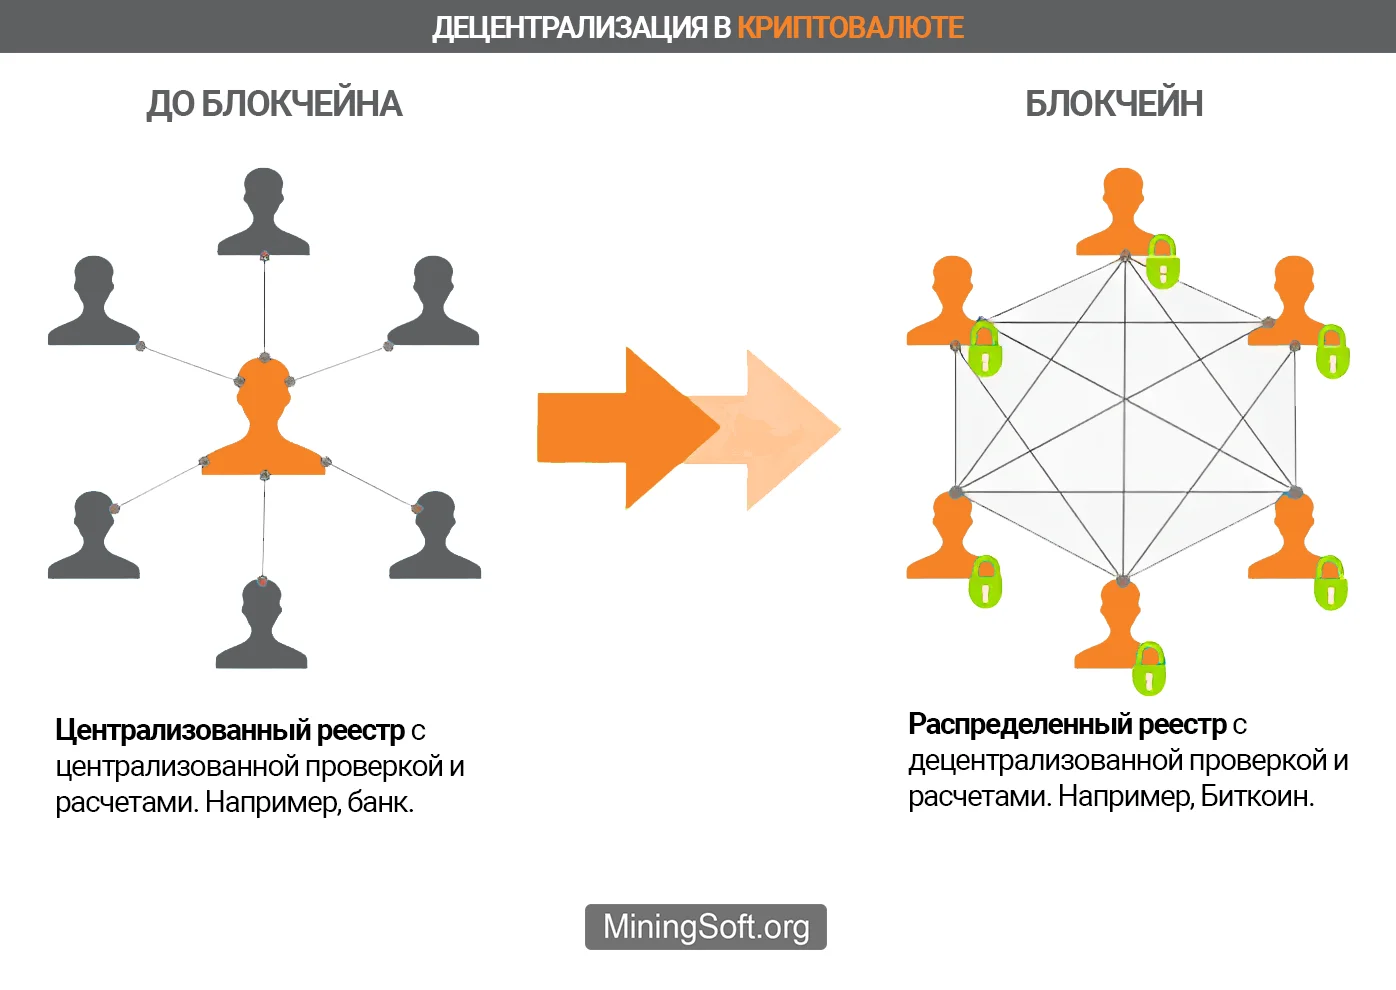 ДЕЦЕНТРАЛИЗАЦИЯ В КРИПТОВАЛЮТЕ
ДО БЛОКЧЕЙНА
БЛОКЧЕЙН
Централизованный реестр с
централизованной проверкой и
расчетами. Например, банк.
Распределенный реестр с
децентрализованной проверкой и
расчетами. Например, Биткоин.
MiningSoft.org